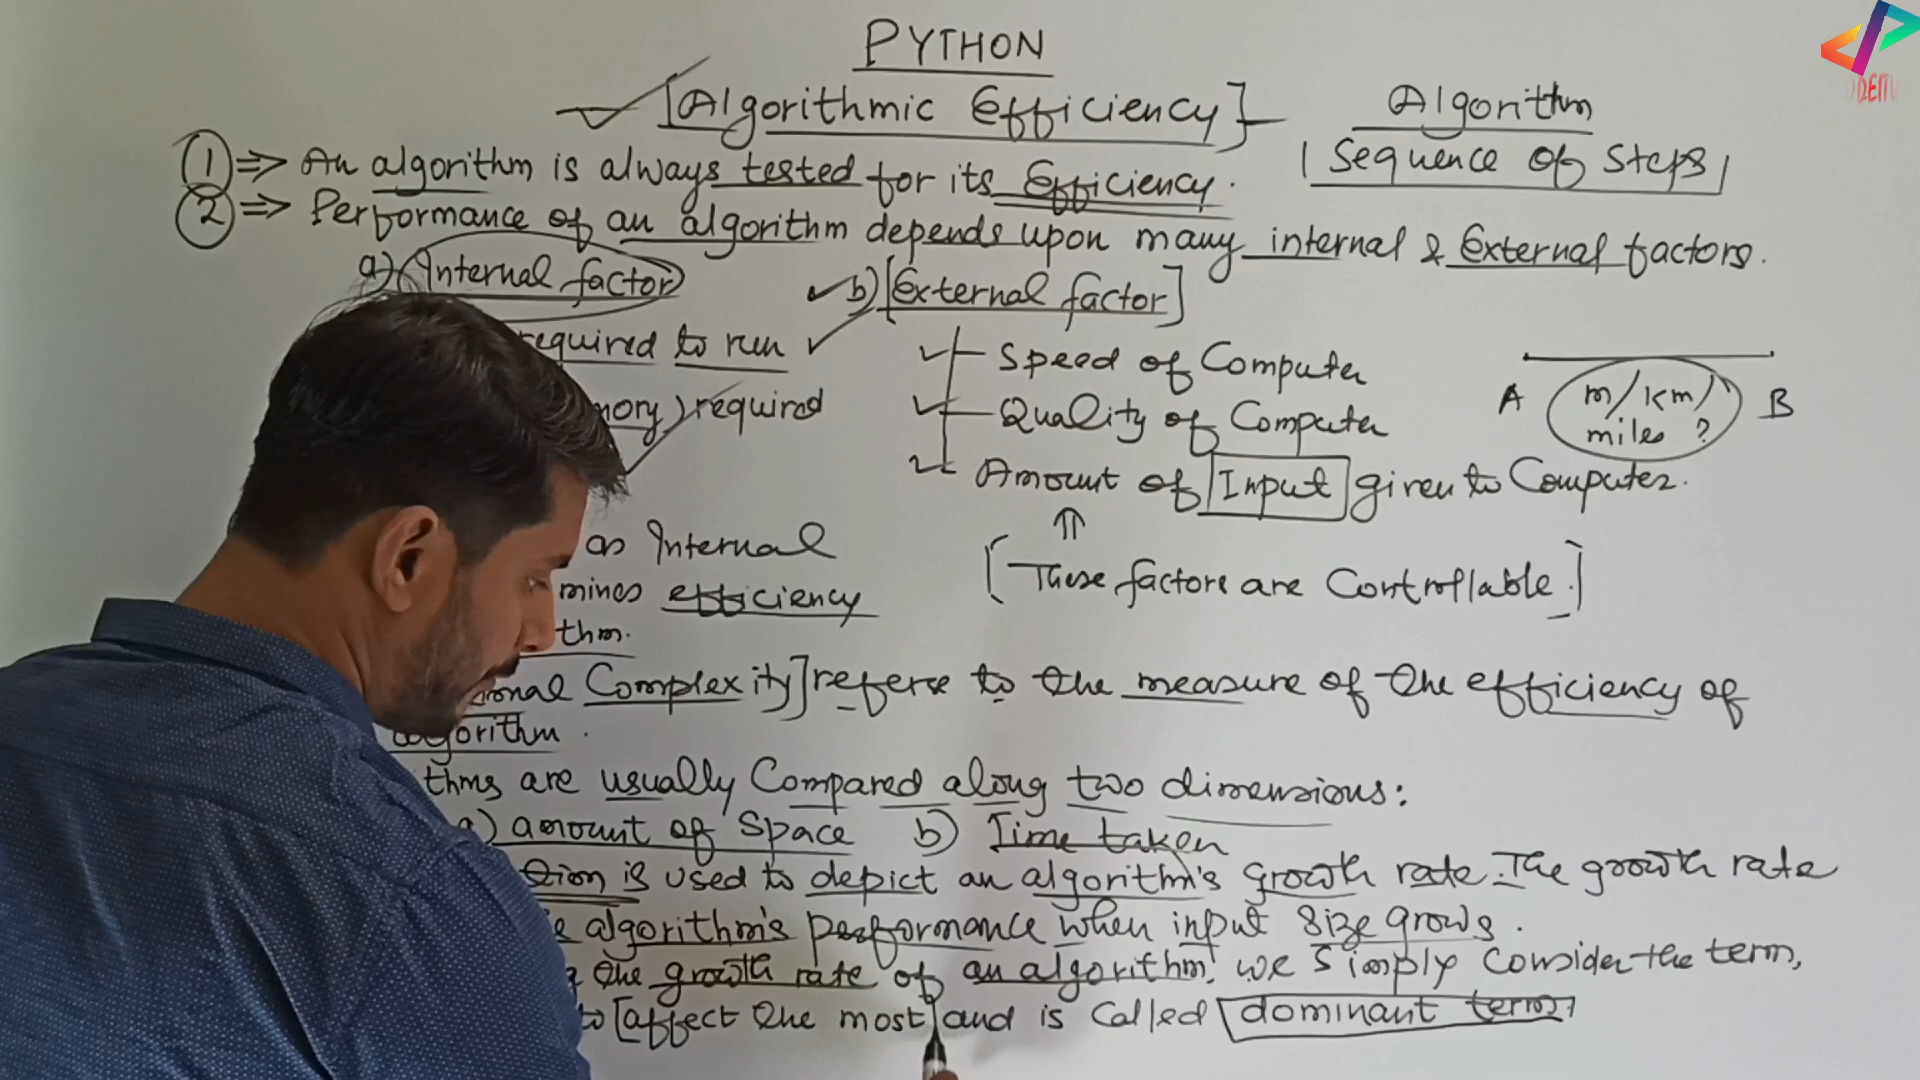 PYTHON
[Algorithmic Efficiency]
Algorithm
Sequence of Steps
1 => An algorithm is always tested for its Efficiency.
2 => Performance of an algorithm depends upon many internal & External factors.
a) Internal factor
b) [External factor]
required to run
Speed of Computer
A m/km/ miles ? B
required
Quality of Computer
Amount of Input given to Computer.
as Internal
[These factors are Controllable.]
mines efficiency
thm.
onal Complexity] refers to the measure of the efficiency of
algorithm.
thms are usually Compared along two dimensions:
a) amount of Space b) Time taken
tion is used to depict an algorithm's growth rate. The growth rate
algorithm's performance when input size grows.
the growth rate of an algorithm, we simply Consider the term,
to [affect the most] and is Called dominant term,